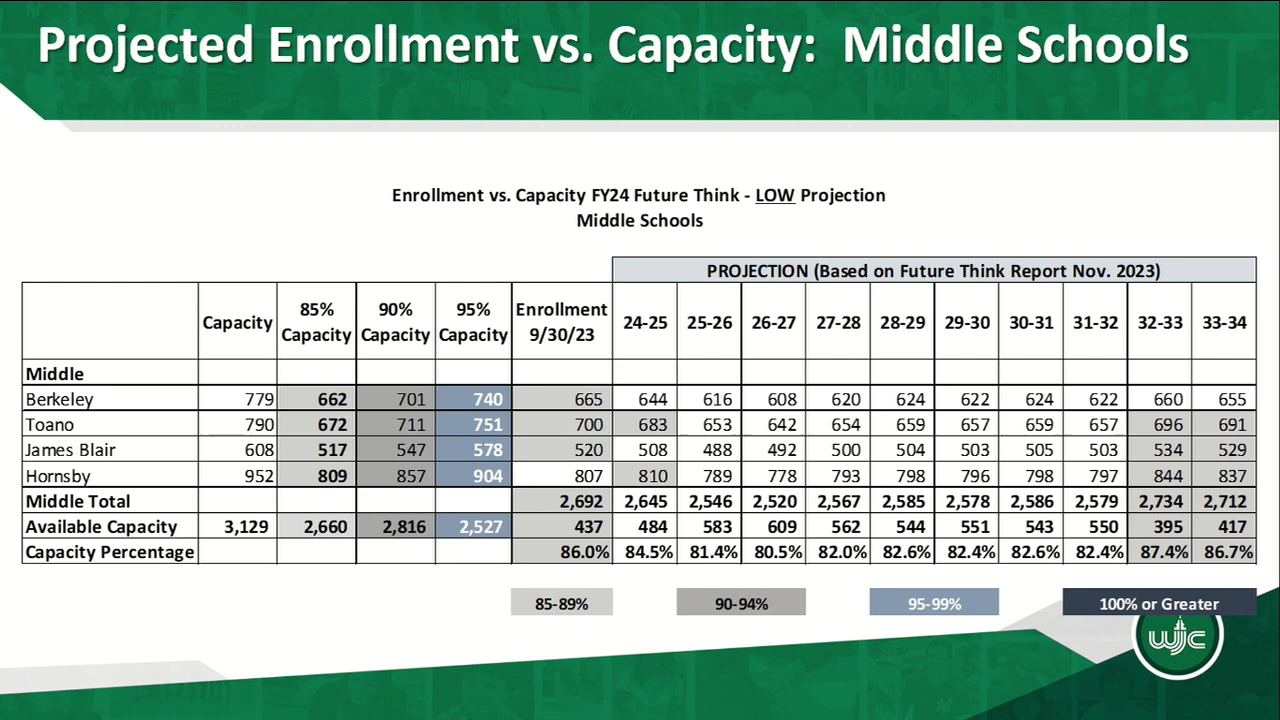 Projected Enrollment vs. Capacity: Middle Schools
Enrollment vs. Capacity FY24 Future Think - LOW Projection
Middle Schools
PROJECTION (Based on Future Think Report Nov. 2023)
Capacity 85% Capacity 90% Capacity 95% Capacity Enrollment 9/30/23 24-25 25-26 26-27 27-28 28-29 29-30 30-31 31-32 32-33 33-34
Middle
Berkeley 779 662 701 740 665 644 616 608 620 624 622 624 622 660 655
Toano 790 672 711 751 700 683 653 642 654 659 657 659 657 696 691
James Blair 608 517 547 578 520 508 488 492 500 504 503 505 503 534 529
Hornsby 952 809 857 904 807 810 789 778 793 798 796 798 797 844 837
Middle Total 2,692 2,645 2,546 2,520 2,567 2,585 2,578 2,586 2,579 2,734 2,712
Available Capacity 3,129 2,660 2,816 2,527 437 484 583 609 562 544 551 543 550 395 417
Capacity Percentage 86.0% 84.5% 81.4% 80.5% 82.0% 82.6% 82.4% 82.6% 82.4% 87.4% 86.7%
85-89% 90-94% 95-99% 100% or Greater
WJC